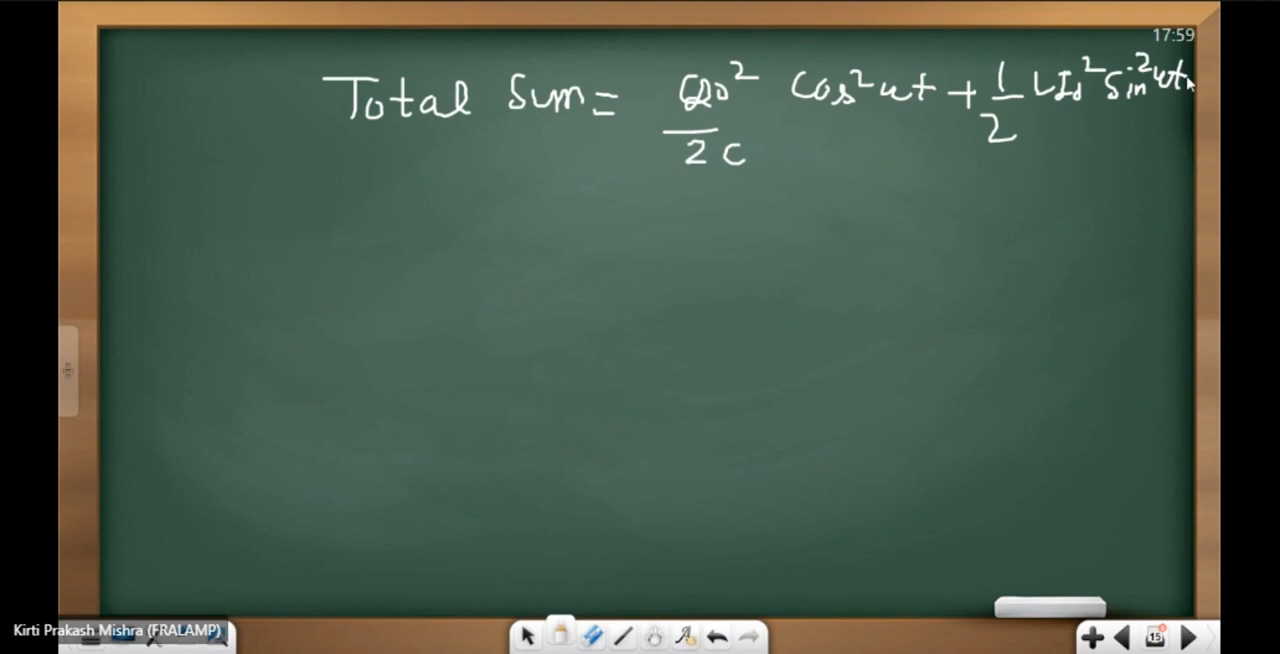 17:59
Total Sum = Q0²/2C Cos²ωt + 1/2 LI0² Sin²ωt
Kirti Prakash Mishra (FRALAMP)
15